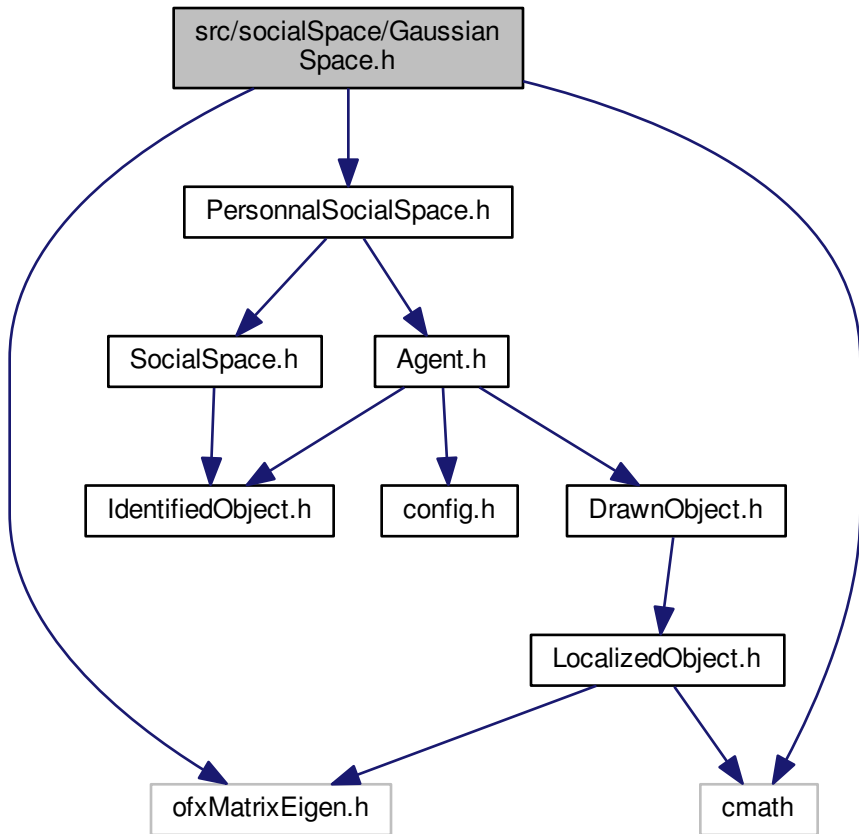 src/socialSpace/Gaussian
Space.h
PersonnalSocialSpace.h
SocialSpace.h
Agent.h
IdentifiedObject.h
config.h
DrawnObject.h
LocalizedObject.h
ofxMatrixEigen.h
cmath